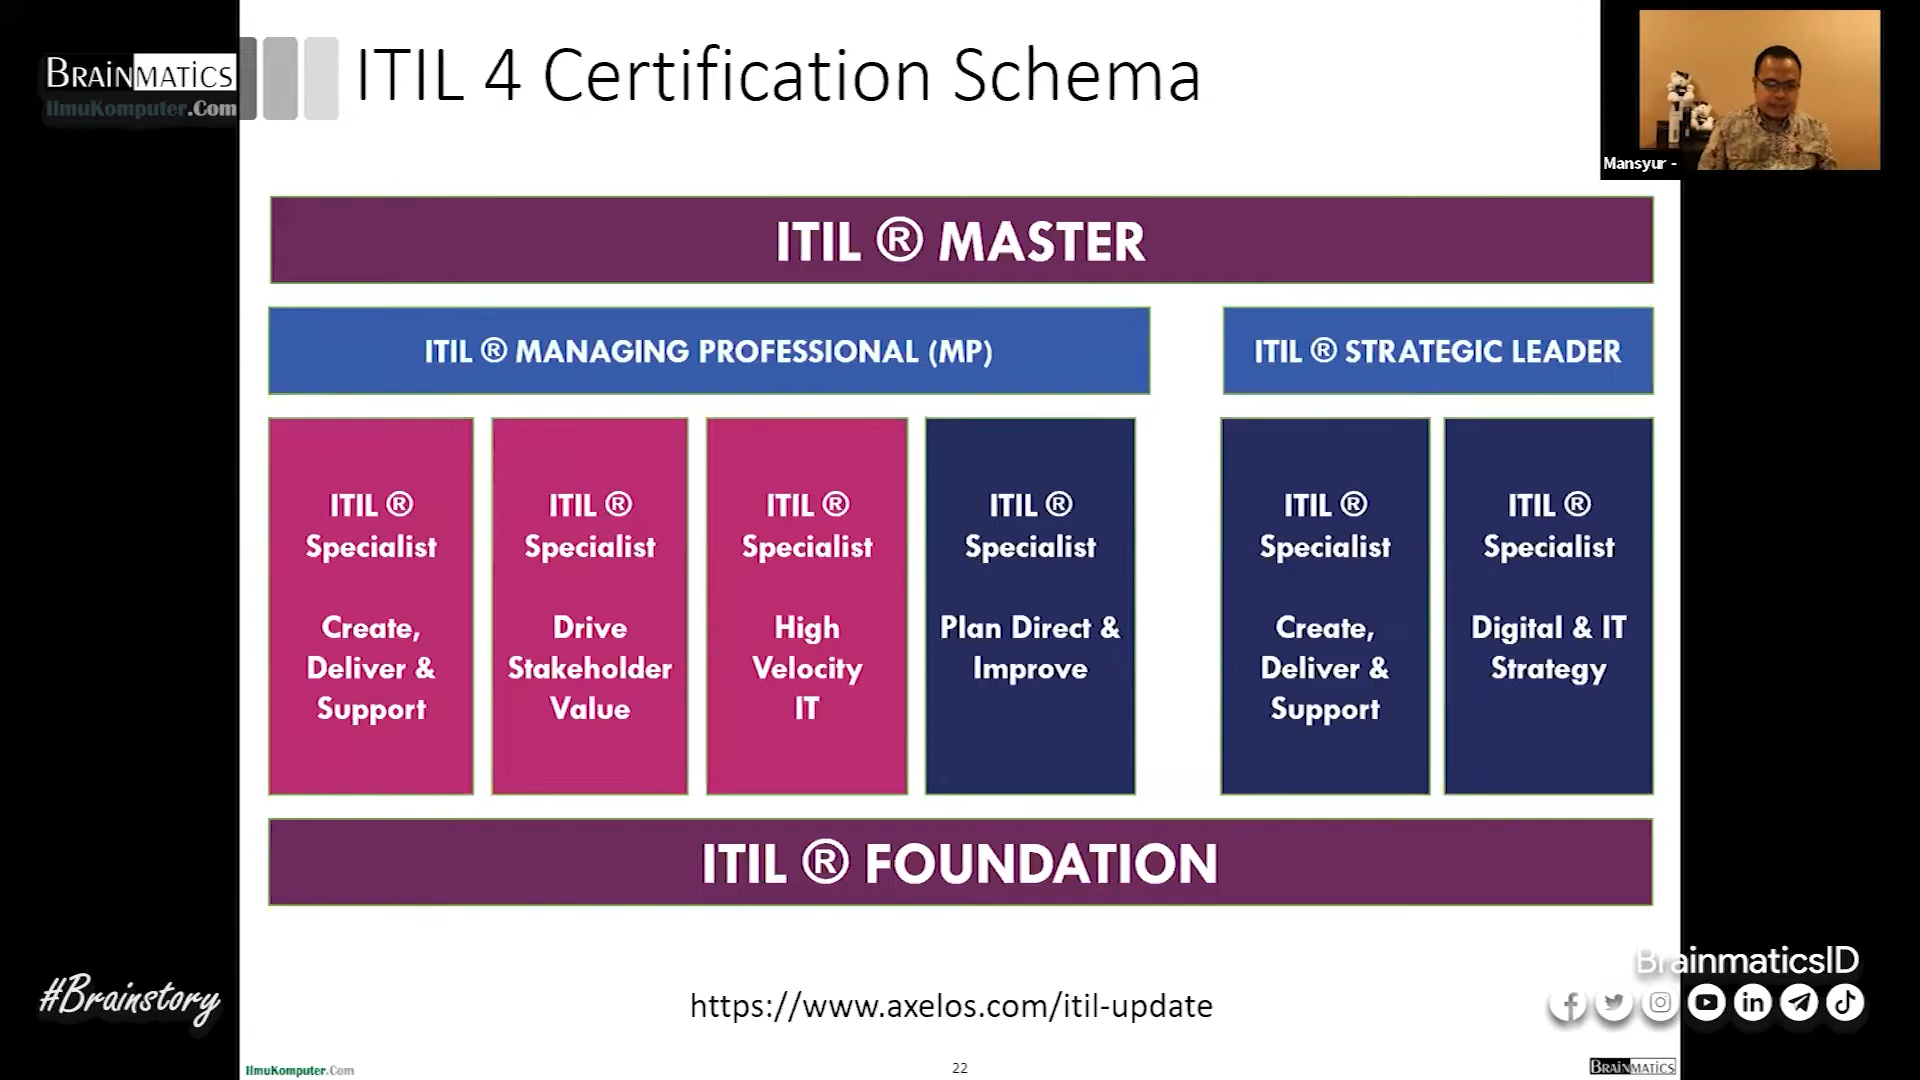 BRAINMATICS
IlmuKomputer.Com
ITIL 4 Certification Schema
Mansyur -
ITIL ® MASTER
ITIL ® MANAGING PROFESSIONAL (MP)
ITIL ® STRATEGIC LEADER
ITIL ®
Specialist
Create,
Deliver &
Support
ITIL ®
Specialist
Drive
Stakeholder
Value
ITIL ®
Specialist
High
Velocity
IT
ITIL ®
Specialist
Plan Direct &
Improve
ITIL ®
Specialist
Create,
Deliver &
Support
ITIL ®
Specialist
Digital & IT
Strategy
ITIL ® FOUNDATION
#Brainstory
https://www.axelos.com/itil-update
BrainmaticsID
IlmuKomputer.Com
22
BRAINMATICS